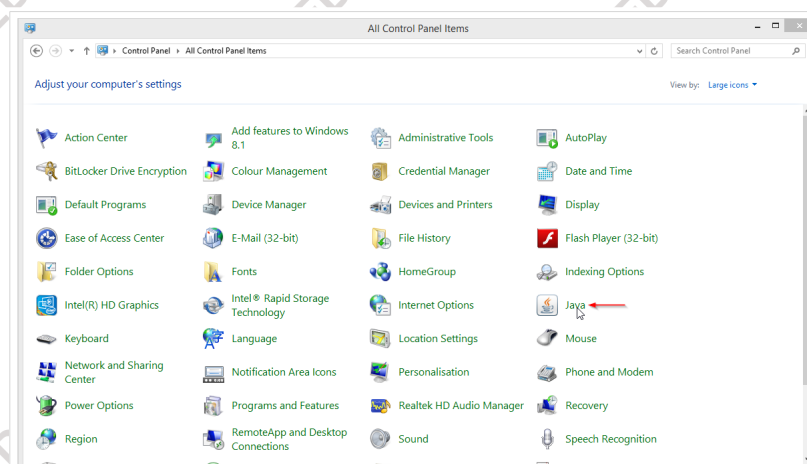 All Control Panel Items
Control Panel
All Control Panel Items
Search Control Panel
Adjust your computer's settings
View by: Large icons
Action Center
Add features to Windows
8.1
Administrative Tools
AutoPlay
BitLocker Drive Encryption
Colour Management
Credential Manager
Date and Time
Default Programs
Device Manager
Devices and Printers
Display
Ease of Access Center
E-Mail (32-bit)
File History
Flash Player (32-bit)
Folder Options
Fonts
HomeGroup
Indexing Options
Intel(R) HD Graphics
Intel® Rapid Storage
Technology
Internet Options
Java
Keyboard
Language
Location Settings
Mouse
Network and Sharing
Center
Notification Area Icons
Personalisation
Phone and Modem
Power Options
Programs and Features
Realtek HD Audio Manager
Recovery
Region
RemoteApp and Desktop
Connections
Sound
Speech Recognition